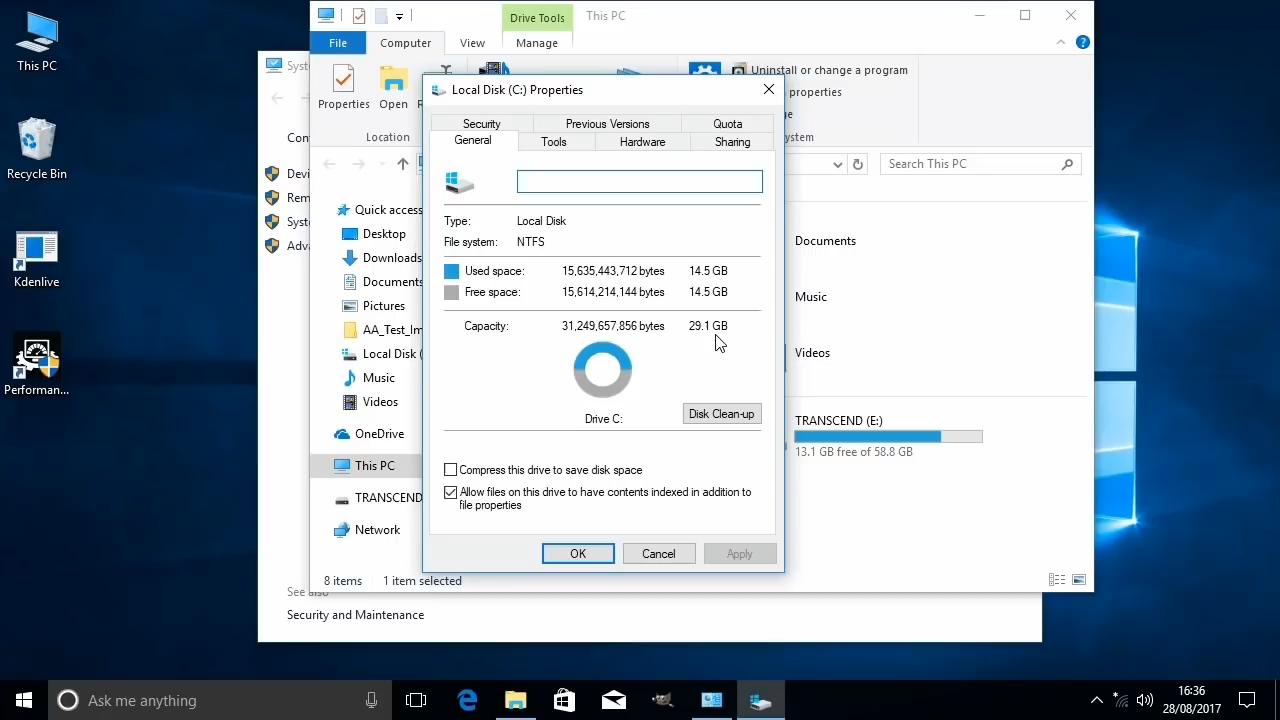 This PC
Recycle Bin
Kdenlive
Performan...
Drive Tools
This PC
File
Computer
View
Manage
Properties
Open
Location
Uninstall or change a program
properties
Search This PC
Quick access
Desktop
Downloads
Documents
Pictures
AA_Test_Im
Local Disk (
Music
Videos
OneDrive
This PC
TRANSCEND
Network
8 items
1 item selected
Documents
Music
Videos
TRANSCEND (E:)
13.1 GB free of 58.8 GB
Local Disk (C:) Properties
Security
Previous Versions
Quota
General
Tools
Hardware
Sharing
Type:
Local Disk
File system:
NTFS
Used space:
15,635,443,712 bytes
14.5 GB
Free space:
15,614,214,144 bytes
14.5 GB
Capacity:
31,249,657,856 bytes
29.1 GB
Drive C:
Disk Clean-up
Compress this drive to save disk space
Allow files on this drive to have contents indexed in addition to
file properties
OK
Cancel
Apply
See also
Security and Maintenance
Ask me anything
16:36
28/08/2017